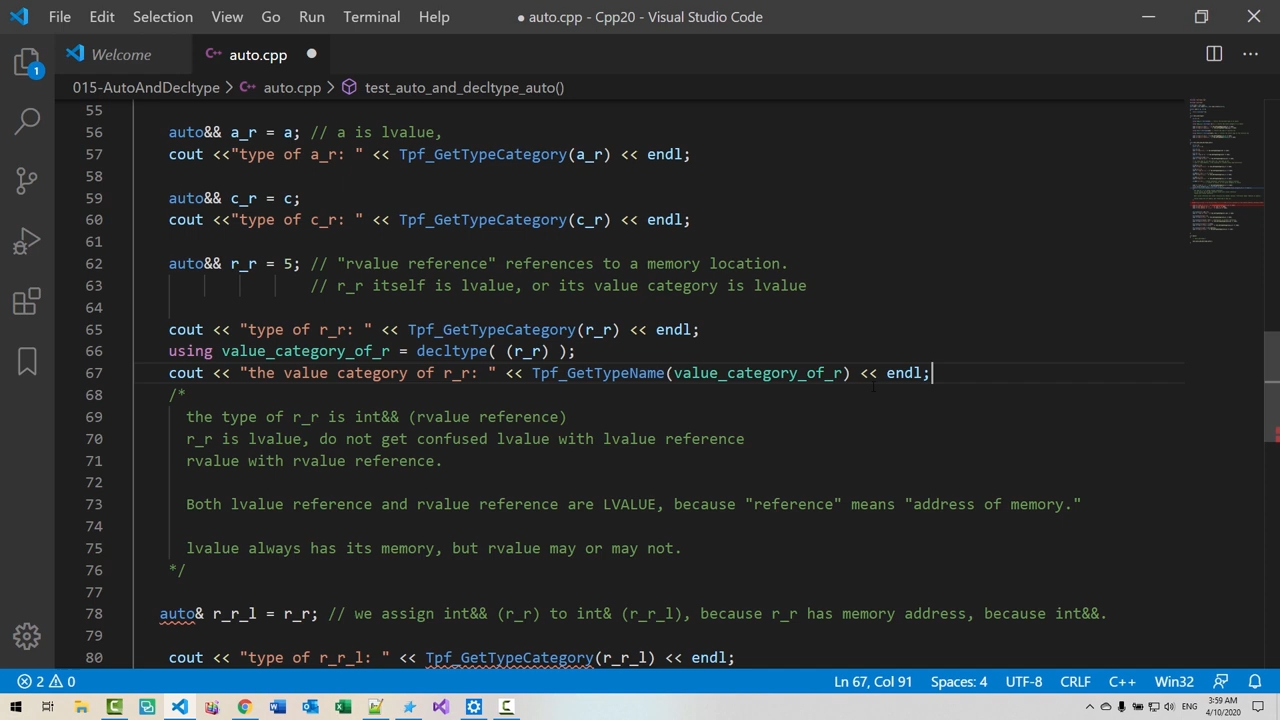 File Edit Selection View Go Run Terminal Help ● auto.cpp - Cpp20 - Visual Studio Code
Welcome C++ auto.cpp ●
015-AutoAndDecltype > C++ auto.cpp > test_auto_and_decltype_auto()
55
56 auto&& a_r = a; // a is lvalue,
57 cout <<"type of a_r: " << Tpf_GetTypeCategory(a_r) << endl;
58
59 auto&& c_r = c;
60 cout <<"type of c_r: " << Tpf_GetTypeCategory(c_r) << endl;
61
62 auto&& r_r = 5; // "rvalue reference" references to a memory location.
63 // r_r itself is lvalue, or its value category is lvalue
64
65 cout << "type of r_r: " << Tpf_GetTypeCategory(r_r) << endl;
66 using value_category_of_r = decltype( (r_r) );
67 cout << "the value category of r_r: " << Tpf_GetTypeName(value_category_of_r) << endl;
68 /*
69 the type of r_r is int&& (rvalue reference)
70 r_r is lvalue, do not get confused lvalue with lvalue reference
71 rvalue with rvalue reference.
72
73 Both lvalue reference and rvalue reference are LVALUE, because "reference" means "address of memory."
74
75 lvalue always has its memory, but rvalue may or may not.
76 */
77
78 auto& r_r_l = r_r; // we assign int&& (r_r) to int& (r_r_l), because r_r has memory address, because int&&.
79
80 cout << "type of r_r_l: " << Tpf_GetTypeCategory(r_r_l) << endl;
1
2 0 Ln 67, Col 91 Spaces: 4 UTF-8 CRLF C++ Win32
ENG 3:59 AM
4/10/2020